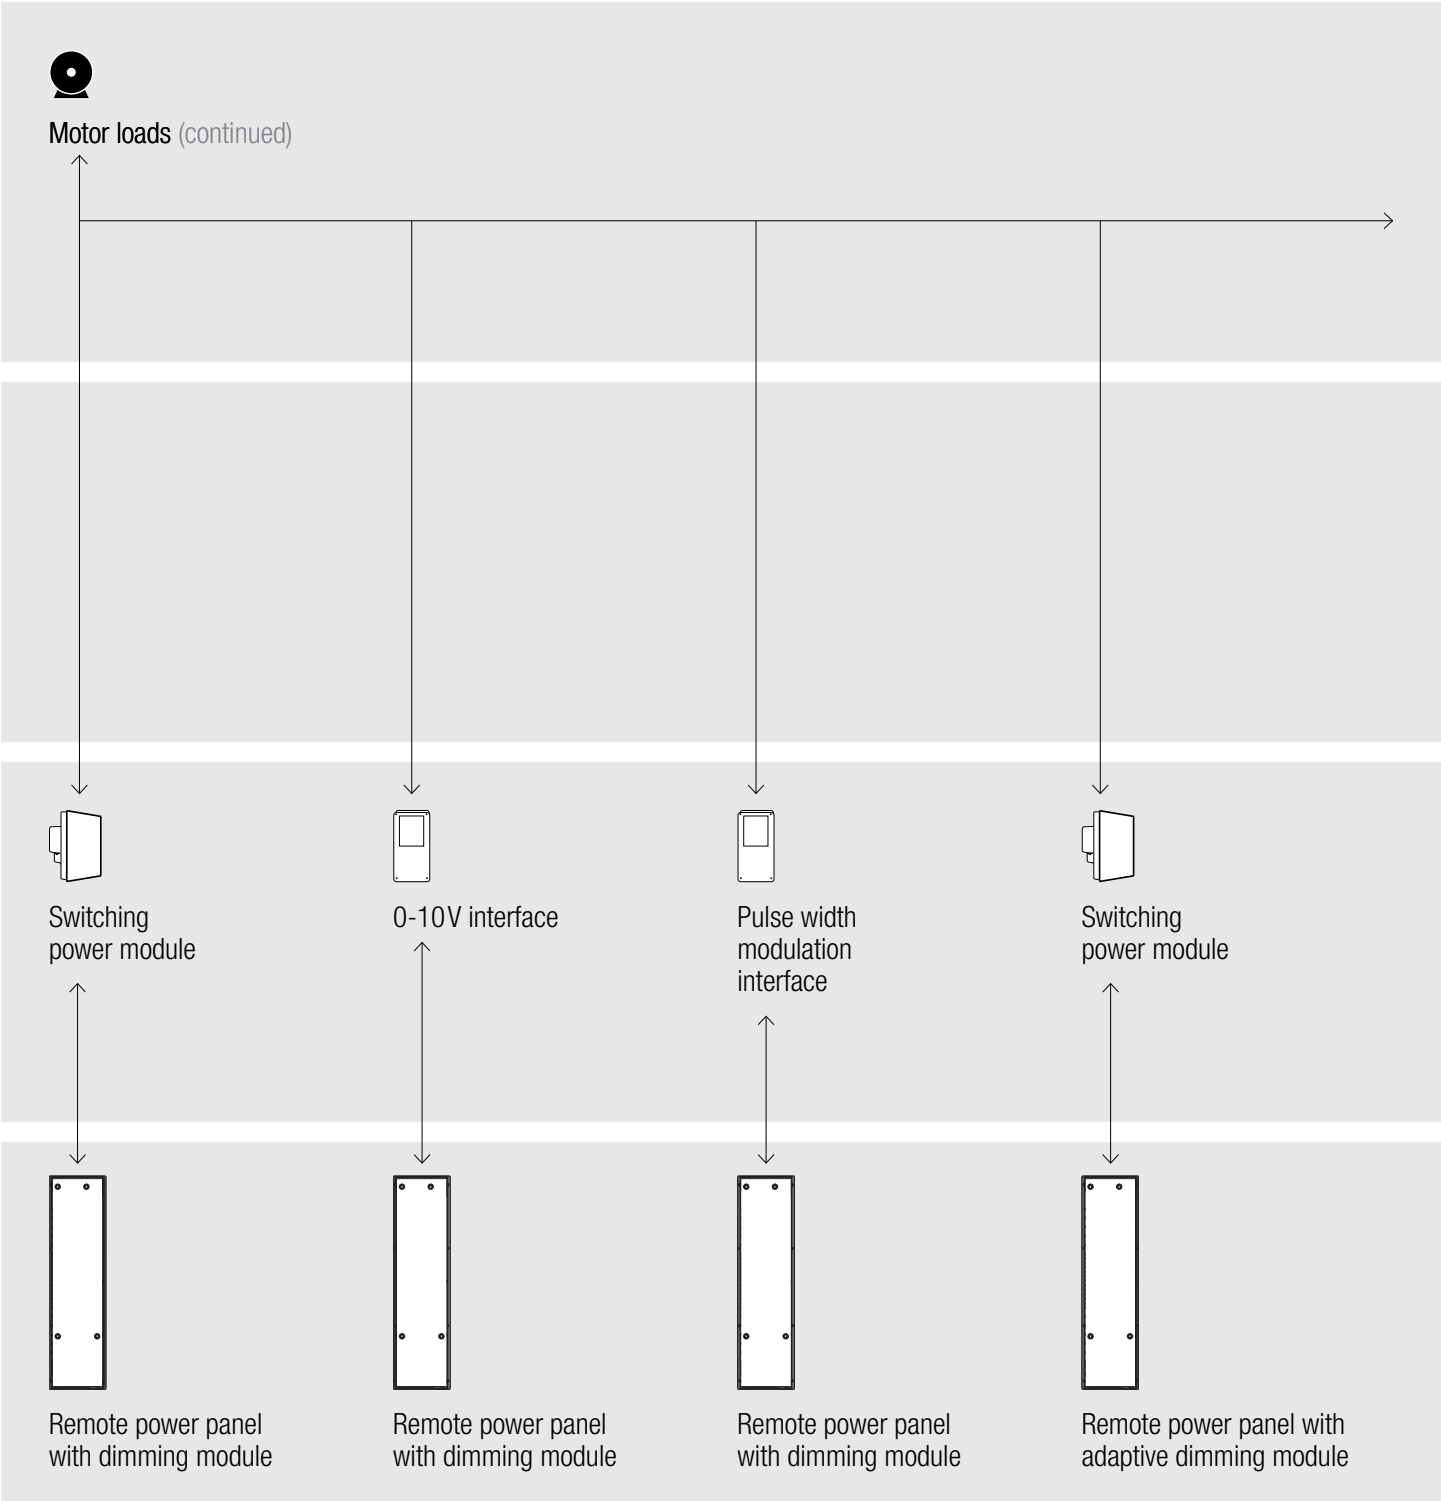 Motor loads (continued)
Switching
power module
0-10V interface
Pulse width
modulation
interface
Switching
power module
Remote power panel
with dimming module
Remote power panel
with dimming module
Remote power panel
with dimming module
Remote power panel with
adaptive dimming module